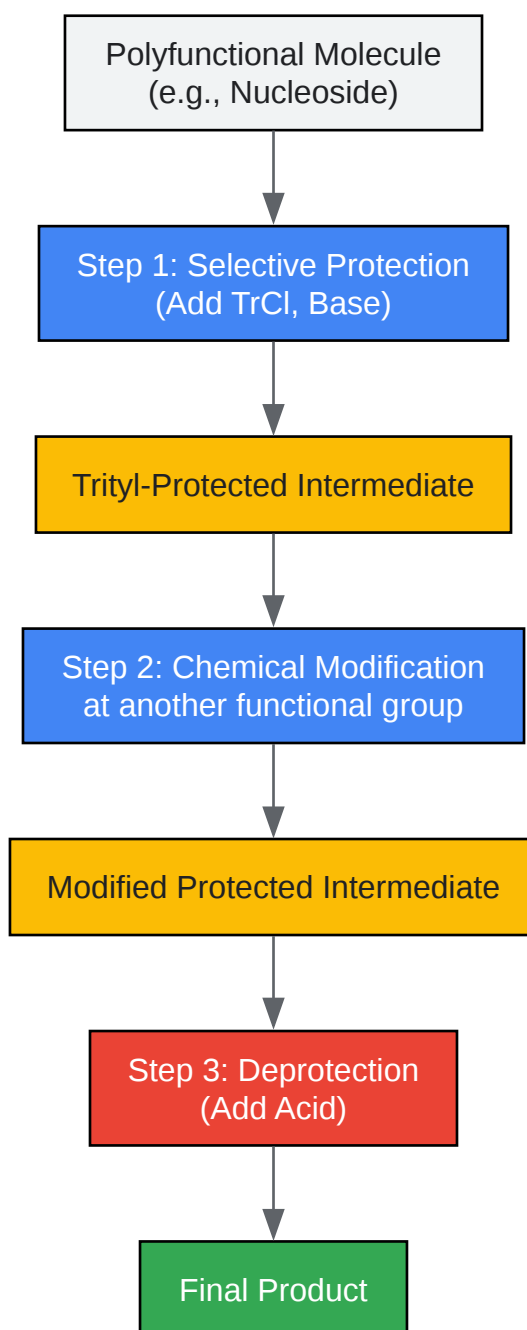 Polyfunctional Molecule
(e.g., Nucleoside)
Step 1: Selective Protection
(Add TrCl, Base)
Trityl-Protected Intermediate
Step 2: Chemical Modification
at another functional group
Modified Protected Intermediate
Step 3: Deprotection
(Add Acid)
Final Product